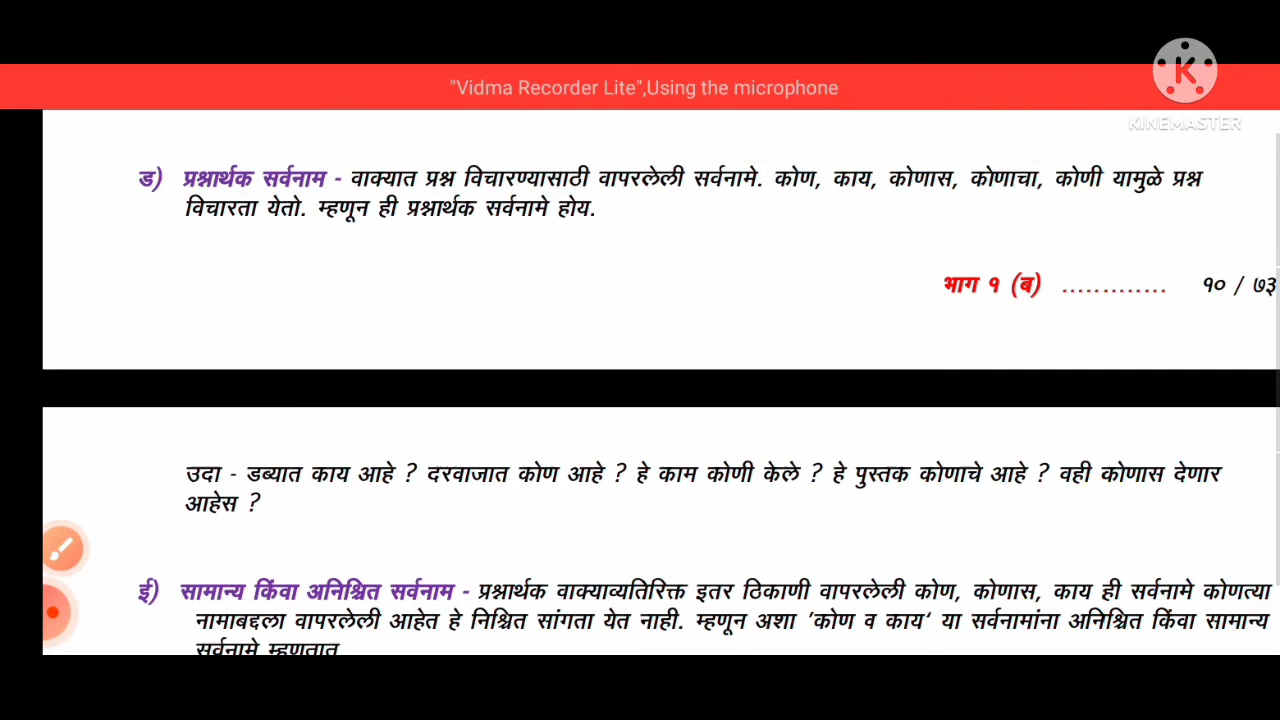 "Vidma Recorder Lite",Using the microphone
KINEMASTER
ड) प्रश्नार्थक सर्वनाम - वाक्यात प्रश्न विचारण्यासाठी वापरलेली सर्वनामे. कोण, काय, कोणास, कोणाचा, कोणी यामुळे प्रश्न
विचारता येतो. म्हणून ही प्रश्नार्थक सर्वनामे होय.
भाग १ (ब) ............. १० / ७३
उदा - डब्यात काय आहे ? दरवाजात कोण आहे ? हे काम कोणी केले ? हे पुस्तक कोणाचे आहे ? वही कोणास देणार
आहेस ?
ई) सामान्य किंवा अनिश्चित सर्वनाम - प्रश्नार्थक वाक्याव्यतिरिक्त इतर ठिकाणी वापरलेली कोण, कोणास, काय ही सर्वनामे कोणत्या
नामाबद्दला वापरलेली आहेत हे निश्चित सांगता येत नाही. म्हणून अशा ’कोण व काय‘ या सर्वनामांना अनिश्चित किंवा सामान्य
सर्वनामे म्हणतात